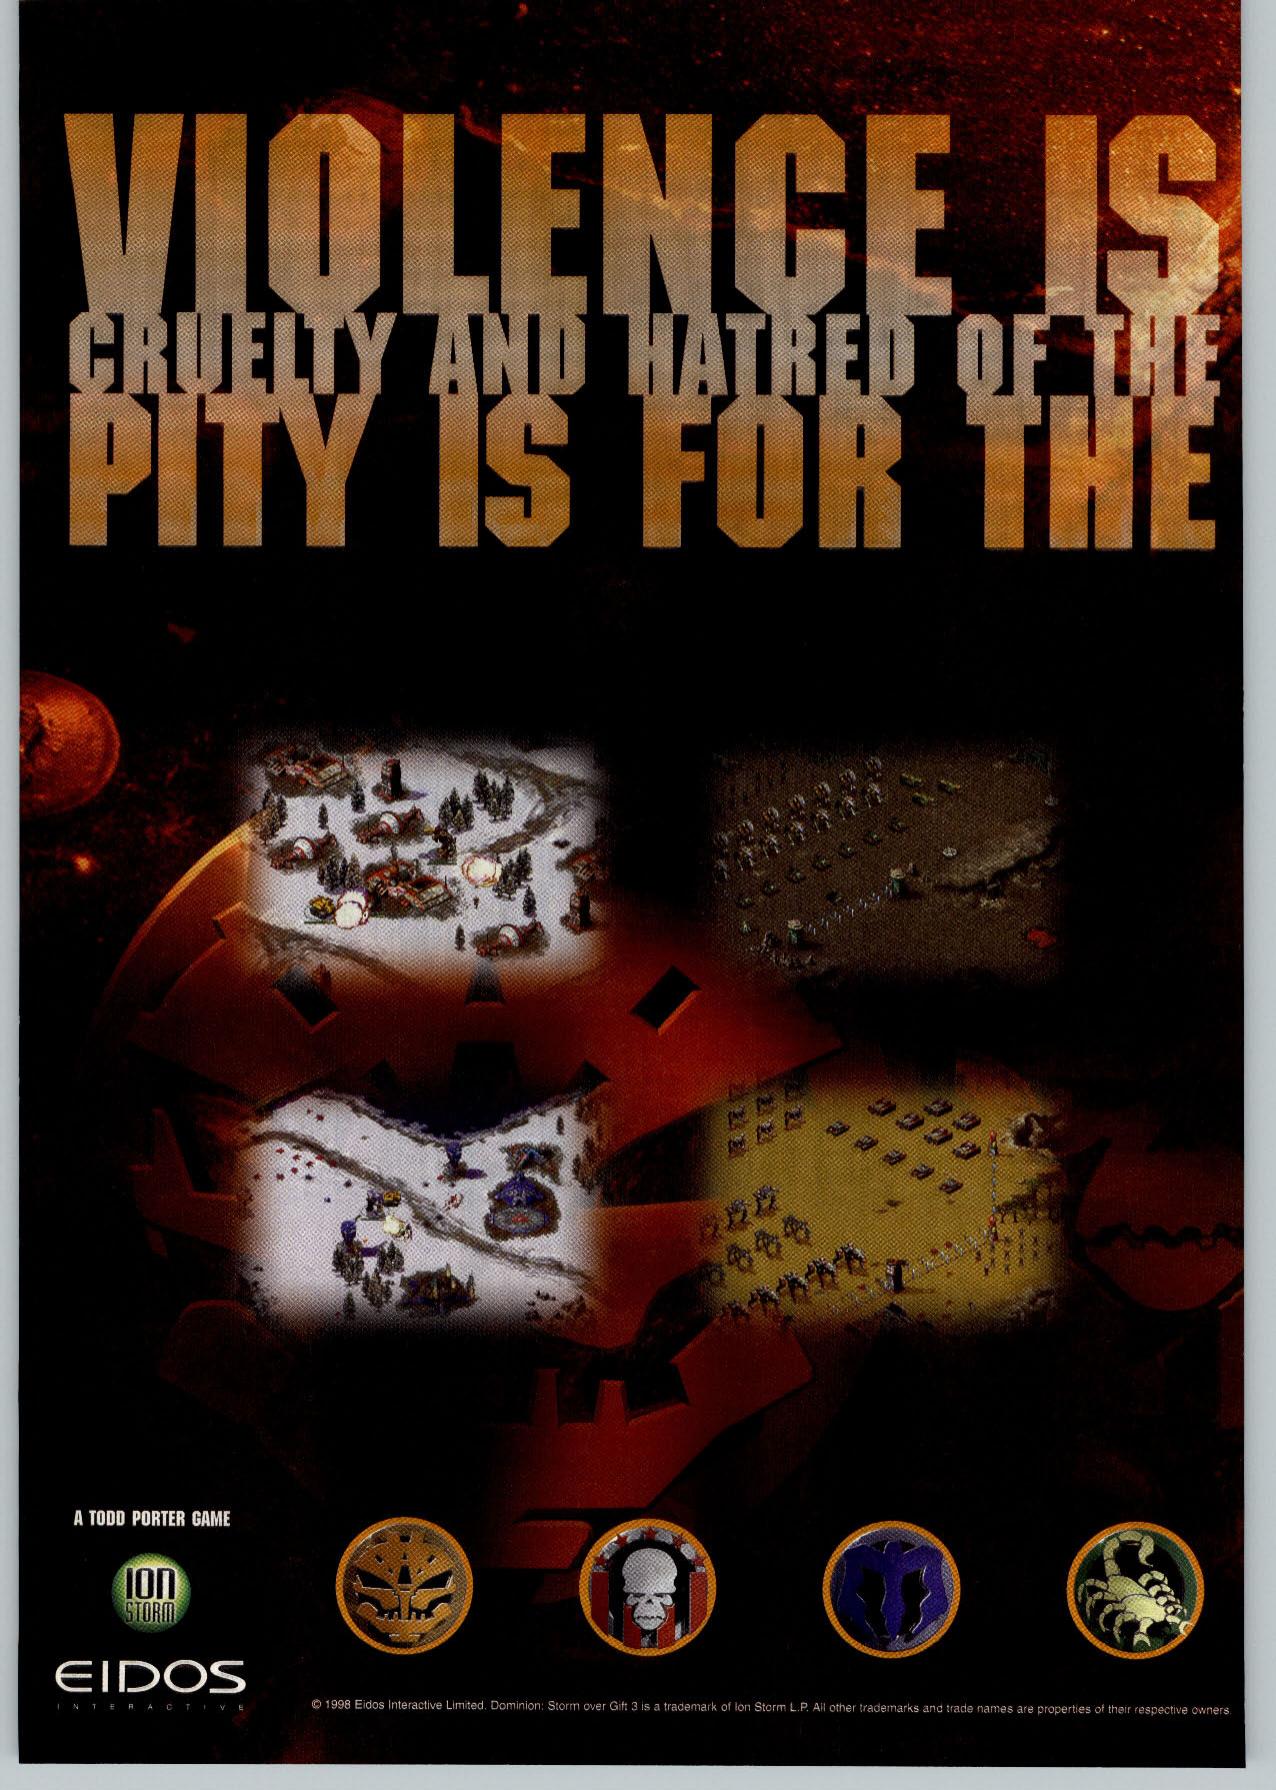 VIOLENCE IS
CRUELTY AND HATRED OF THE
PITY IS FOR THE
A TODD PORTER GAME
ION
STORM
EIDOS
INTERACTIVE
© 1998 Eidos Interactive Limited. Dominion: Storm over Gift 3 is a trademark of Ion Storm L.P. All other trademarks and trade names are properties of their respective owners.